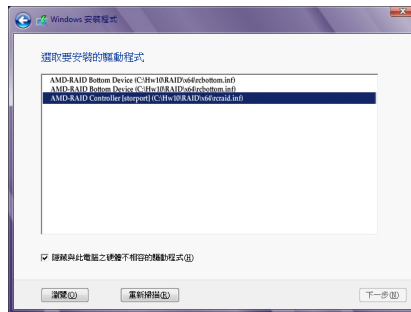 Windows 安裝程式
選取要安裝的驅動程式
AMD-RAID Bottom Device (C:\Hw10\RAID\x64\rcbottom.inf)
AMD-RAID Bottom Device (C:\Hw10\RAID\x64\rcbottom.inf)
AMD-RAID Controller [storport] (C:\Hw10\RAID\x64\rcraid.inf)
隱藏與此電腦之硬體不相容的驅動程式(H)
瀏覽(O)
重新掃描(R)
下一步(N)